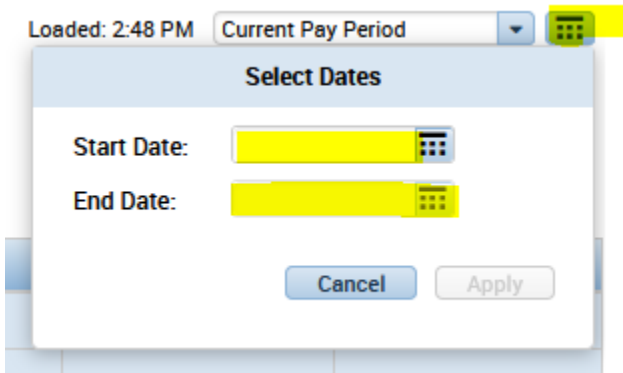 Loaded: 2:48 PM Current Pay Period
Select Dates
Start Date:
End Date:
Cancel Apply